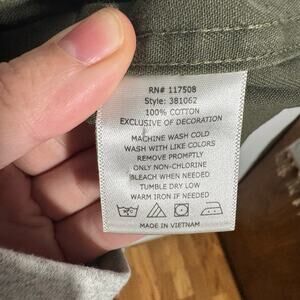 RN# 117508
Style: 381062
100% COTTON
EXCLUSIVE OF DECORATION
MACHINE WASH COLD
WASH WITH LIKE COLORS
REMOVE PROMPTLY
ONLY NON-CHLORINE
BLEACH WHEN NEEDED
TUMBLE DRY LOW
WARM IRON IF NEEDED
MADE IN VIETNAM